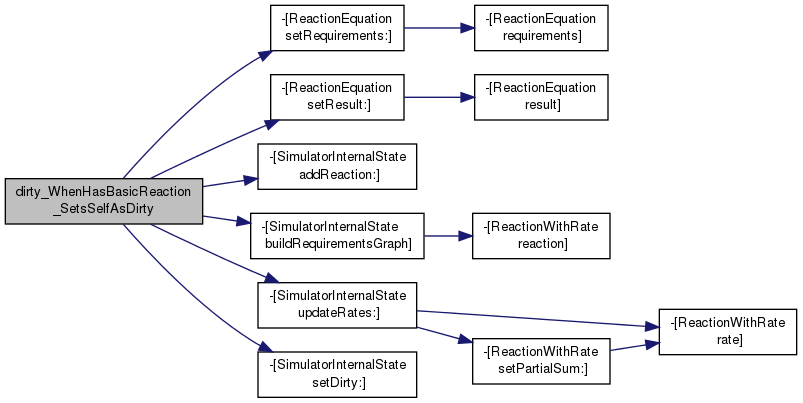 -[ReactionEquation
setRequirements:]
-[ReactionEquation
requirements]
-[ReactionEquation
setResult:]
-[ReactionEquation
result]
-[SimulatorInternalState
addReaction:]
dirty_WhenHasBasicReaction
_SetsSelfAsDirty
-[SimulatorInternalState
buildRequirementsGraph]
-[ReactionWithRate
reaction]
-[SimulatorInternalState
updateRates:]
-[ReactionWithRate
rate]
-[ReactionWithRate
setPartialSum:]
-[SimulatorInternalState
setDirty:]